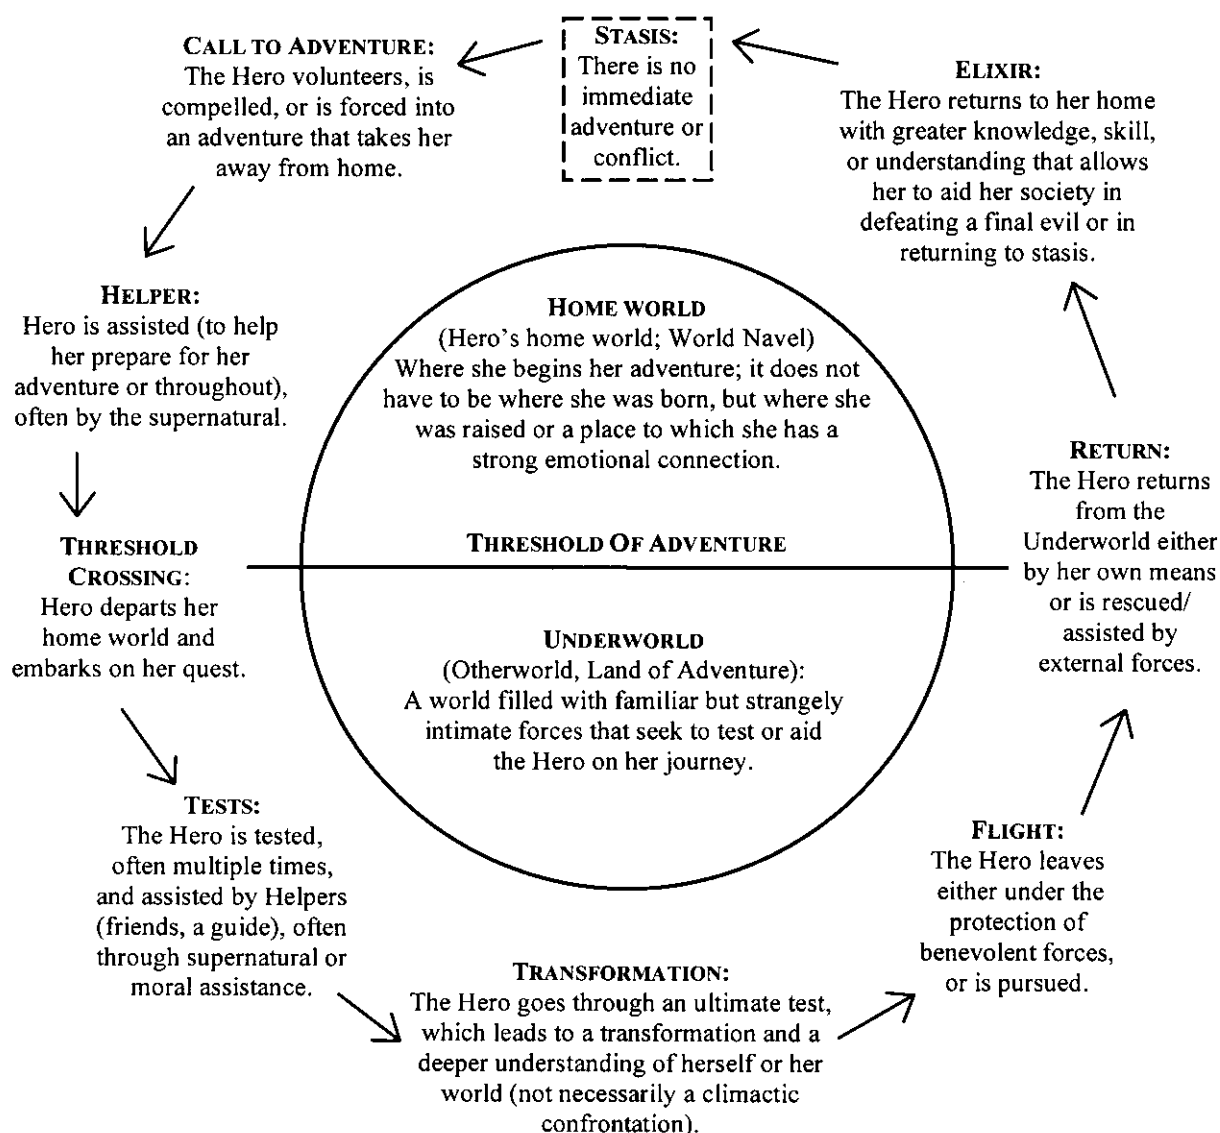 STASIS:
There is no
immediate
adventure or
conflict.
CALL TO ADVENTURE:
The Hero volunteers, is
compelled, or is forced into
an adventure that takes her
away from home.
HELPER:
Hero is assisted (to help
her prepare for her
adventure or throughout),
often by the supernatural.
THRESHOLD
CROSSING:
Hero departs her
home world and
embarks on her quest.
TESTS:
The Hero is tested,
often multiple times,
and assisted by Helpers
(friends, a guide), often
through supernatural or
moral assistance.
TRANSFORMATION:
The Hero goes through an ultimate test,
which leads to a transformation and a
deeper understanding of herself or her
world (not necessarily a climactic
confrontation).
FLIGHT:
The Hero leaves
either under the
protection of
benevolent forces,
or is pursued.
RETURN:
The Hero returns
from the
Underworld either
by her own means
or is rescued/
assisted by
external forces.
ELIXIR:
The Hero returns to her home
with greater knowledge, skill,
or understanding that allows
her to aid her society in
defeating a final evil or in
returning to stasis.
HOME WORLD
(Hero's home world; World Navel)
Where she begins her adventure; it does not
have to be where she was born, but where she
was raised or a place to which she has a
strong emotional connection.
THRESHOLD OF ADVENTURE
UNDERWORLD
(Otherworld, Land of Adventure):
A world filled with familiar but strangely
intimate forces that seek to test or aid
the Hero on her journey.